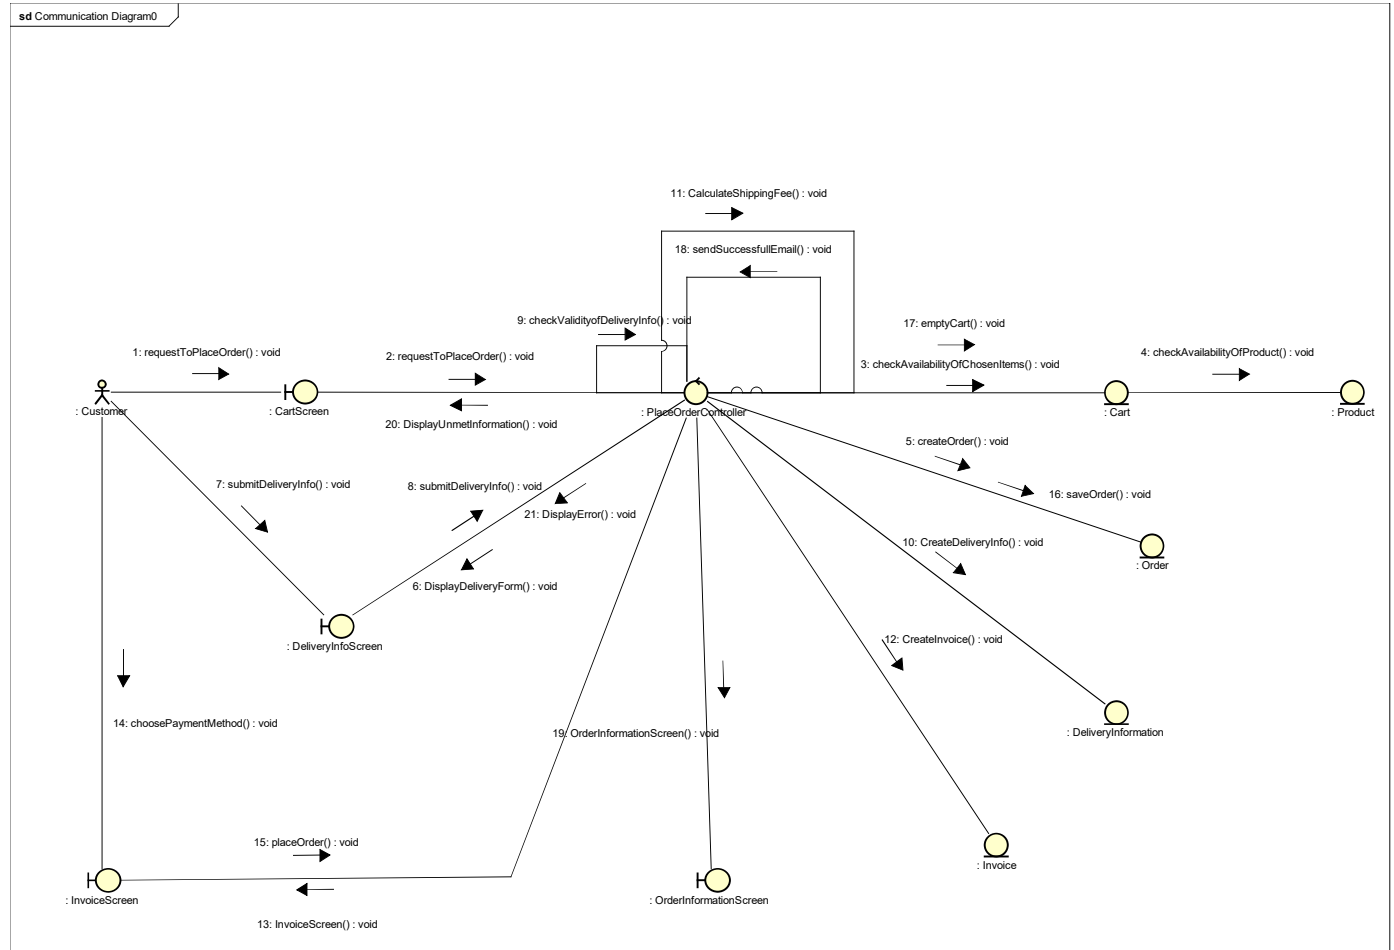 sd Communication Diagram0
11: CalculateShippingFee() : void
18: sendSuccessfullEmail() : void
9: checkValidityofDeliveryInfo() : void
17: emptyCart() : void
1: requestToPlaceOrder() : void
2: requestToPlaceOrder() : void
3: checkAvailabilityOfChosenItems() : void
4: checkAvailabilityOfProduct() : void
: Customer
: CartScreen
: PlaceOrderController
: Cart
: Product
20: DisplayUnmetInformation() : void
5: createOrder() : void
7: submitDeliveryInfo() : void
8: submitDeliveryInfo() : void
16: saveOrder() : void
21: DisplayError() : void
10: CreateDeliveryInfo() : void
: Order
6: DisplayDeliveryForm() : void
12: CreateInvoice() : void
: DeliveryInfoScreen
14: choosePaymentMethod() : void
19: OrderInformationScreen() : void
: DeliveryInformation
15: placeOrder() : void
: Invoice
: InvoiceScreen
: OrderInformationScreen
13: InvoiceScreen() : void